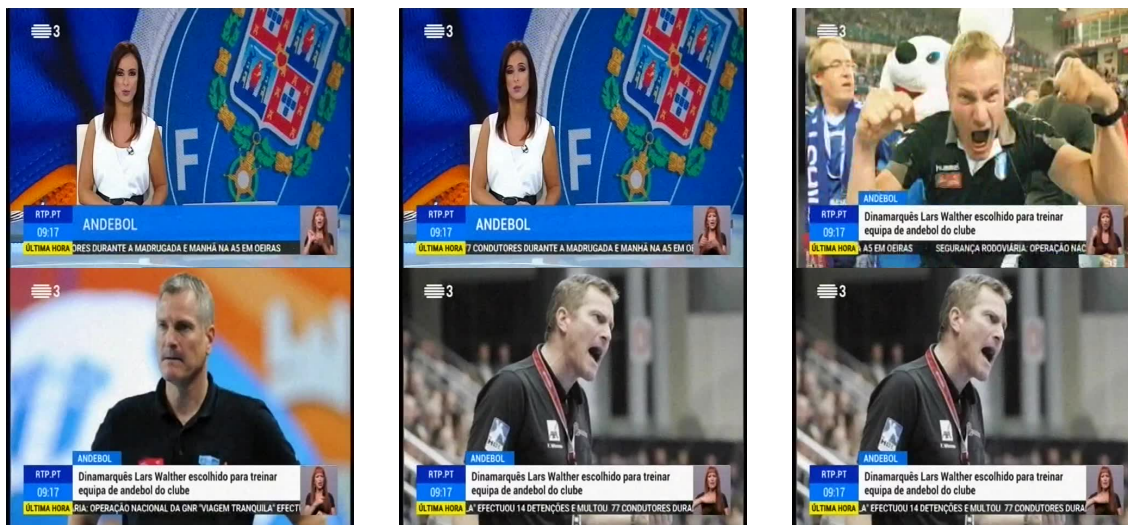 3
F
RTP.PT
ANDEBOL
09:17
ÚLTIMA HORA
ORES DURANTE A MADRUGADA E MANHÃ NA A5 EM OEIRAS
3
F
RTP.PT
ANDEBOL
09:17
ÚLTIMA HORA
77 CONDUTORES DURANTE A MADRUGADA E MANHÃ NA A5 EM
3
hummel
ANDEBOL
RTP.PT
Dinamarquês Lars Walther escolhido para treinar
09:17
equipa de andebol do clube
ÚLTIMA HORA
A5 EM OEIRAS SEGURANÇA RODOVIÁRIA: OPERAÇÃO NAC
3
ANDEBOL
RTP.PT
Dinamarquês Lars Walther escolhido para treinar
09:17
equipa de andebol do clube
ÚLTIMA HORA
RIA: OPERAÇÃO NACIONAL DA GNR "VIAGEM TRANQUILA" EFECT
3
AXA
ANDEBOL
RTP.PT
Dinamarquês Lars Walther escolhido para treinar
09:17
equipa de andebol do clube
ÚLTIMA HORA
LA" EFECTUOU 14 DETENÇÕES E MULTOU 77 CONDUTORES DURA
3
AXA
ANDEBOL
RTP.PT
Dinamarquês Lars Walther escolhido para treinar
09:17
equipa de andebol do clube
ÚLTIMA HORA
LA" EFECTUOU 14 DETENÇÕES E MULTOU 77 CONDUTORES DURA